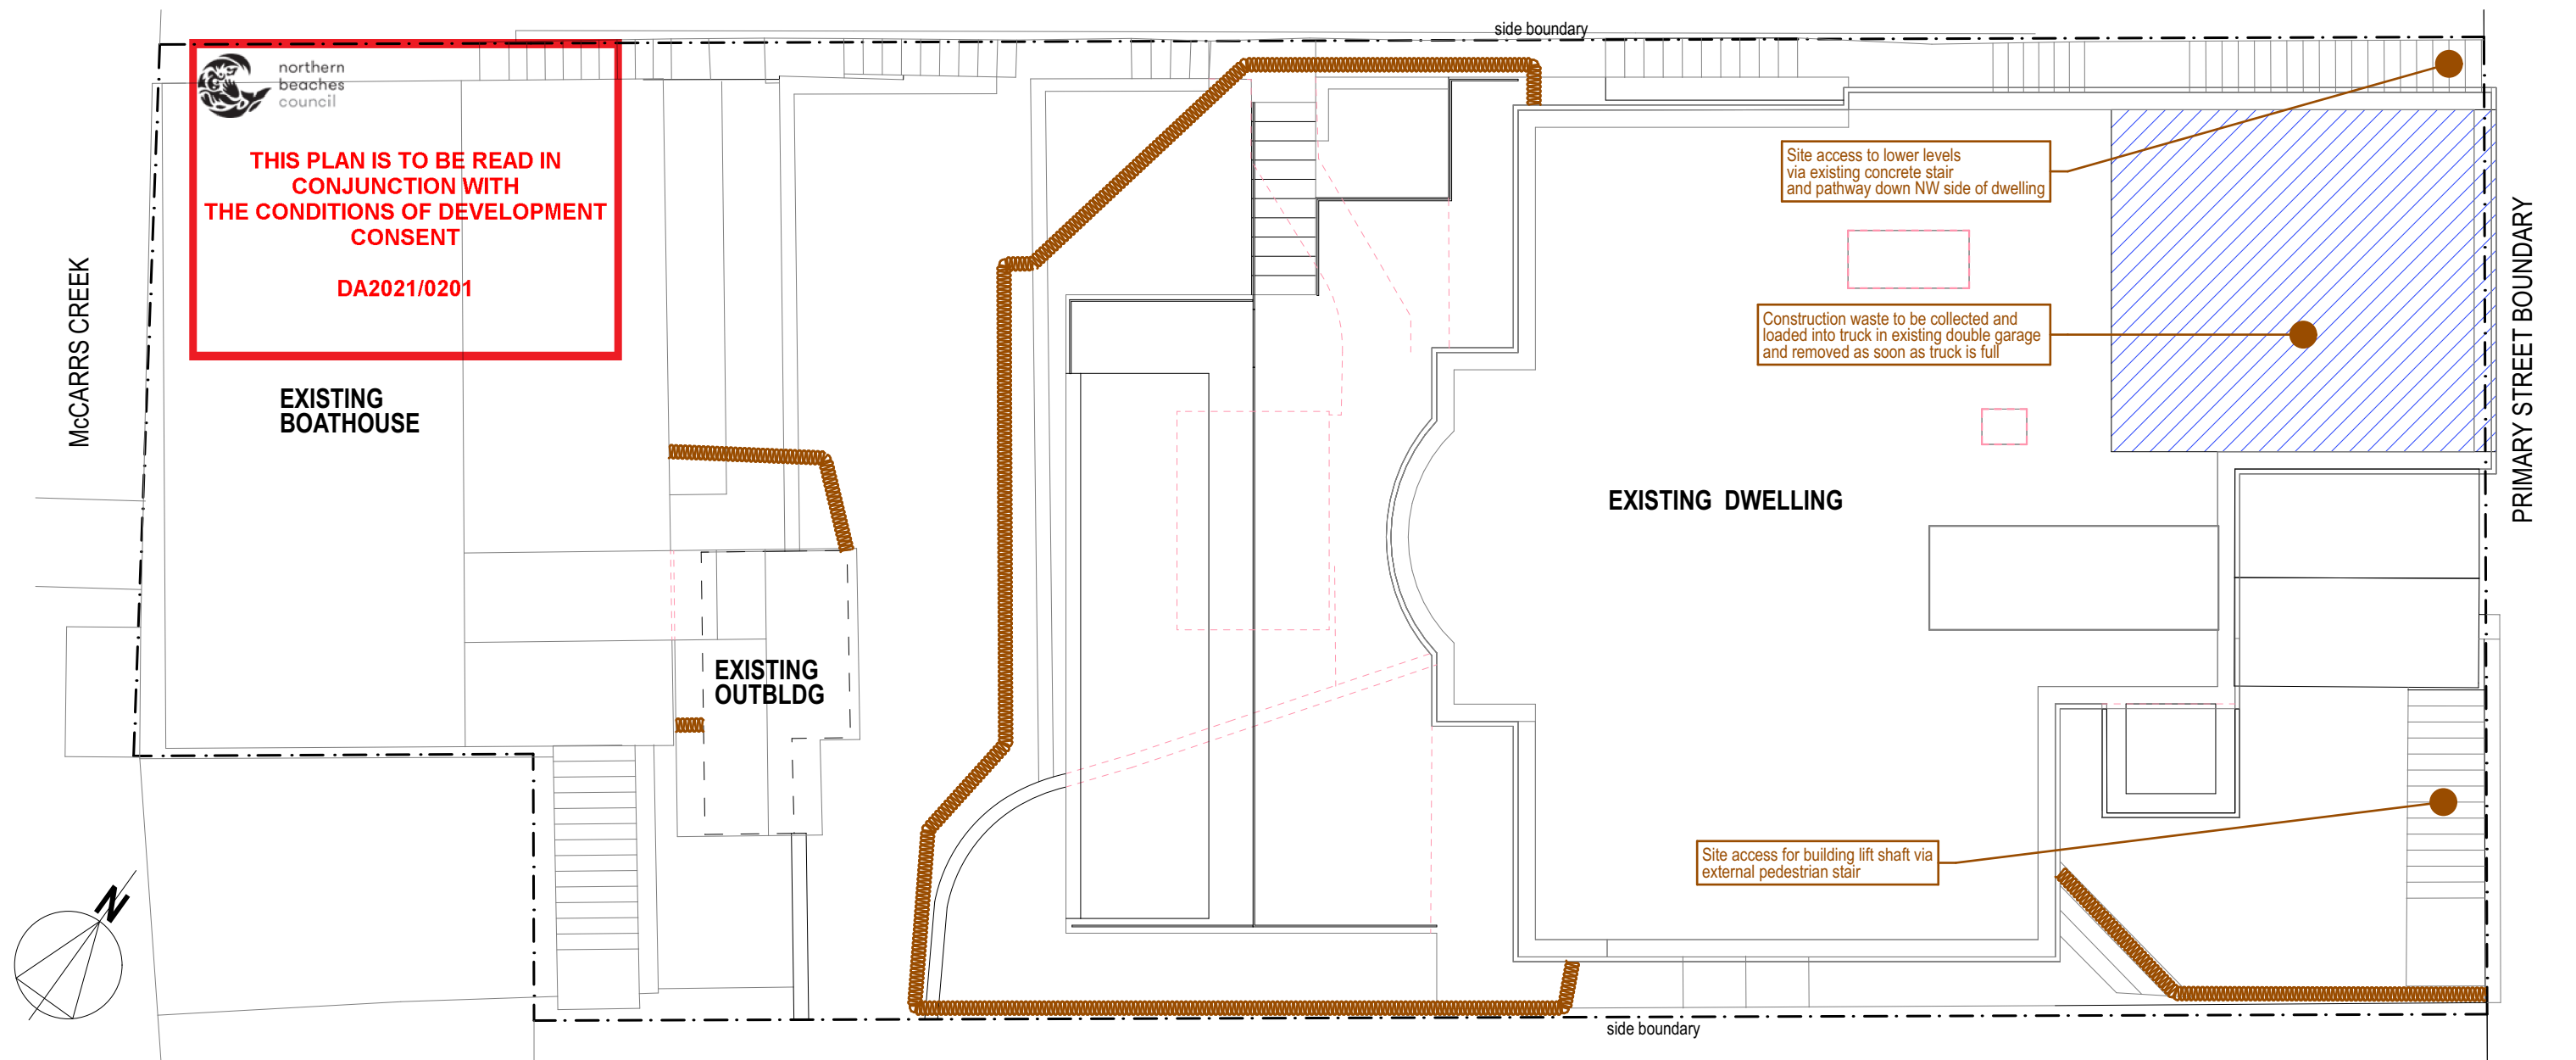 side boundary
northern
beaches
council
THIS PLAN IS TO BE READ IN
CONJUNCTION WITH
THE CONDITIONS OF DEVELOPMENT
CONSENT
DA2021/0201
McCARRS CREEK
EXISTING
BOATHOUSE
Site access to lower levels
via existing concrete stair
and pathway down NW side of dwelling
Construction waste to be collected and
loaded into truck in existing double garage
and removed as soon as truck is full
PRIMARY STREET BOUNDARY
EXISTING DWELLING
EXISTING
OUTBLDG
Site access for building lift shaft via
external pedestrian stair
N
side boundary